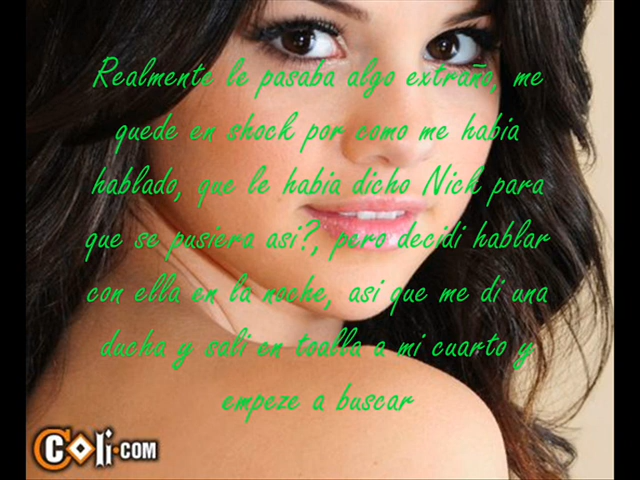 Realmente le pasaba algo extraño, me
quede en shock por como me habia
hablado, que le habia dicho Nick para
que se pusiera asi?, pero decidi hablar
con ella en la noche, asi que me di una
ducha y sali en toalla a mi cuarto y
empeze a buscar
Coli.COM